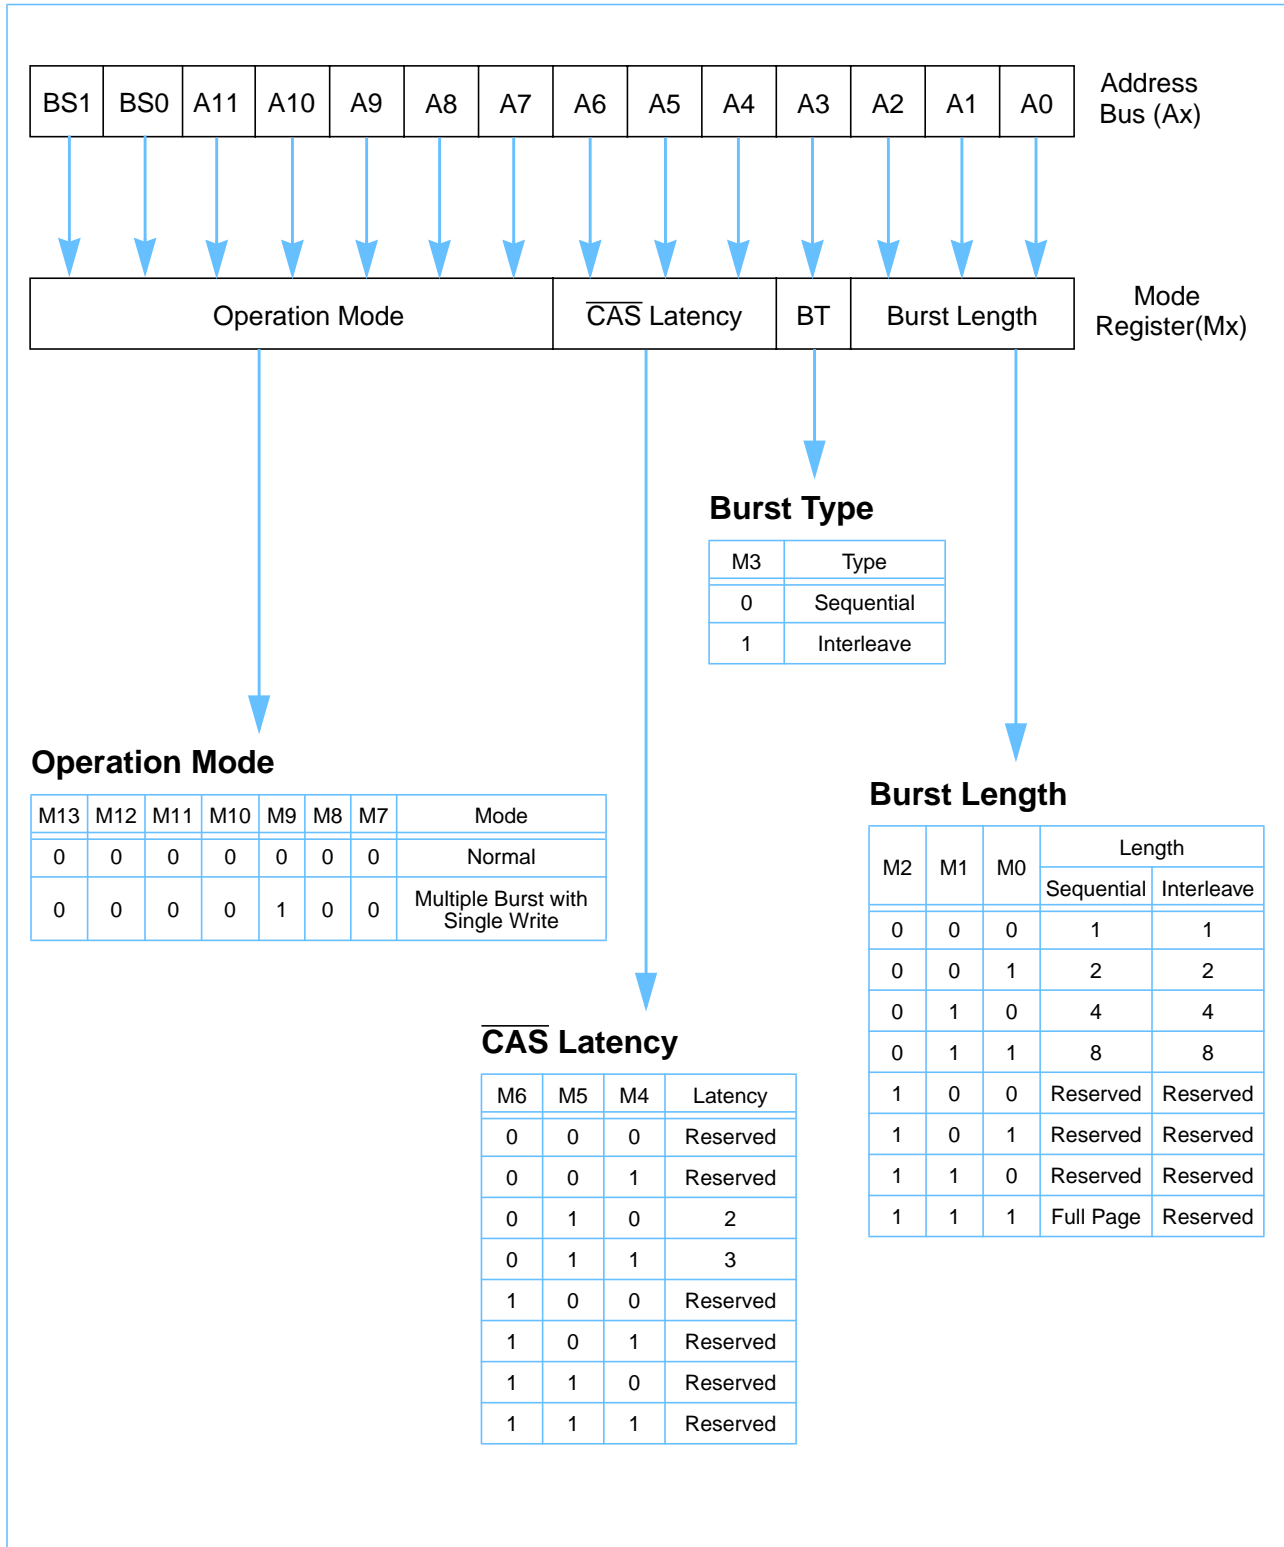 BS1 BS0 A11 A10 A9 A8 A7 A6 A5 A4 A3 A2 A1 A0
Address
Bus (Ax)
Operation Mode CAS Latency BT Burst Length
Mode
Register(Mx)
Burst Type
M3 Type
0 Sequential
1 Interleave
Operation Mode
M13 M12 M11 M10 M9 M8 M7 Mode
0 0 0 0 0 0 0 Normal
0 0 0 0 1 0 0 Multiple Burst with
Single Write
Burst Length
M2 M1 M0 Length
Sequential Interleave
0 0 0 1 1
0 0 1 2 2
0 1 0 4 4
0 1 1 8 8
1 0 0 Reserved Reserved
1 0 1 Reserved Reserved
1 1 0 Reserved Reserved
1 1 1 Full Page Reserved
CAS Latency
M6 M5 M4 Latency
0 0 0 Reserved
0 0 1 Reserved
0 1 0 2
0 1 1 3
1 0 0 Reserved
1 0 1 Reserved
1 1 0 Reserved
1 1 1 Reserved